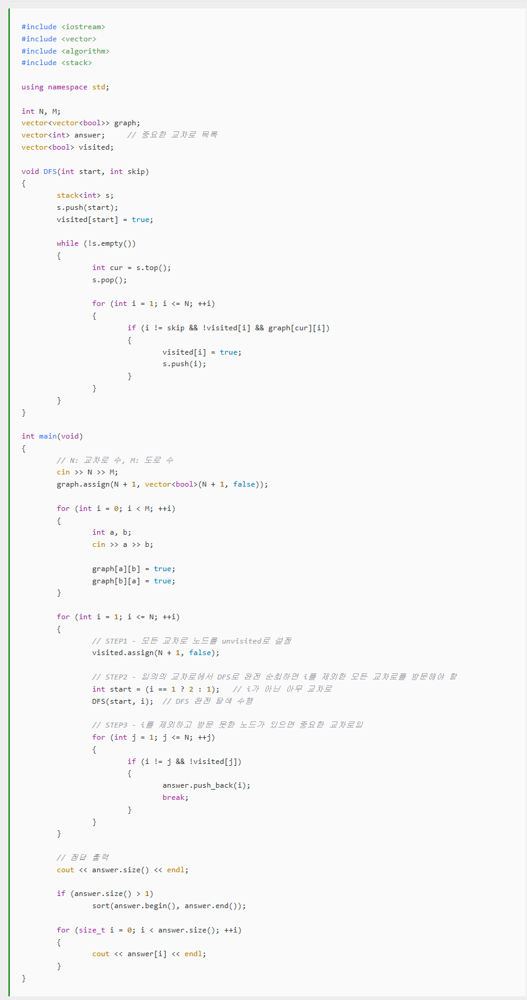 #include <iostream>
#include <vector>
#include <algorithm>
#include <stack>
using namespace std;
int N, M;
vector<vector<bool>> graph;
vector<int> answer;     // 중요한 교차로 목록
vector<bool> visited;
void DFS(int start, int skip)
{
        stack<int> s;
        s.push(start);
        visited[start] = true;
        while (!s.empty())
        {
                int cur = s.top();
                s.pop();
                for (int i = 1; i <= N; ++i)
                {
                        if (i != skip && !visited[i] && graph[cur][i])
                        {
                                visited[i] = true;
                                s.push(i);
                        }
                }
        }
}
int main(void)
{
        // N: 교차로 수, M: 도로 수
        cin >> N >> M;
        graph.assign(N + 1, vector<bool>(N + 1, false));
        for (int i = 0; i < M; ++i)
        {
                int a, b;
                cin >> a >> b;
                graph[a][b] = true;
                graph[b][a] = true;
        }
        for (int i = 1; i <= N; ++i)
        {
                // STEP1 - 모든 교차로 노드를 unvisited로 설정
                visited.assign(N + 1, false);
                // STEP2 - 임의의 교차로에서 DFS로 완전 순회하면 i를 제외한 모든 교차로를 방문해야 함
                int start = (i == 1 ? 2 : 1);   // i가 아닌 아무 교차로
                DFS(start, i);  // DFS 완전 탐색 수행
                // STEP3 - i를 제외하고 방문 못한 노드가 있으면 중요한 교차로임
                for (int j = 1; j <= N; ++j)
                {
                        if (i != j && !visited[j])
                        {
                                answer.push_back(i);
                                break;
                        }
                }
        }
        // 정답 출력
        cout << answer.size() << endl;
        if (answer.size() > 1)
                sort(answer.begin(), answer.end());
        for (size_t i = 0; i < answer.size(); ++i)
        {
                cout << answer[i] << endl;
        }
}